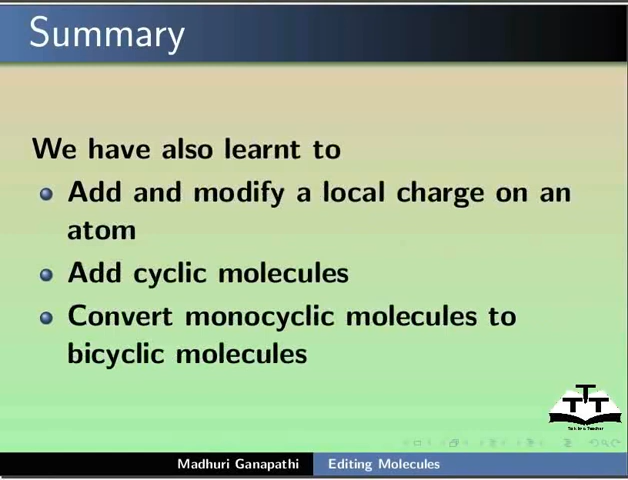 Summary
We have also learnt to
Add and modify a local charge on an
atom
Add cyclic molecules
Convert monocyclic molecules to
bicyclic molecules
TTT
Madhuri Ganapathi Editing Molecules